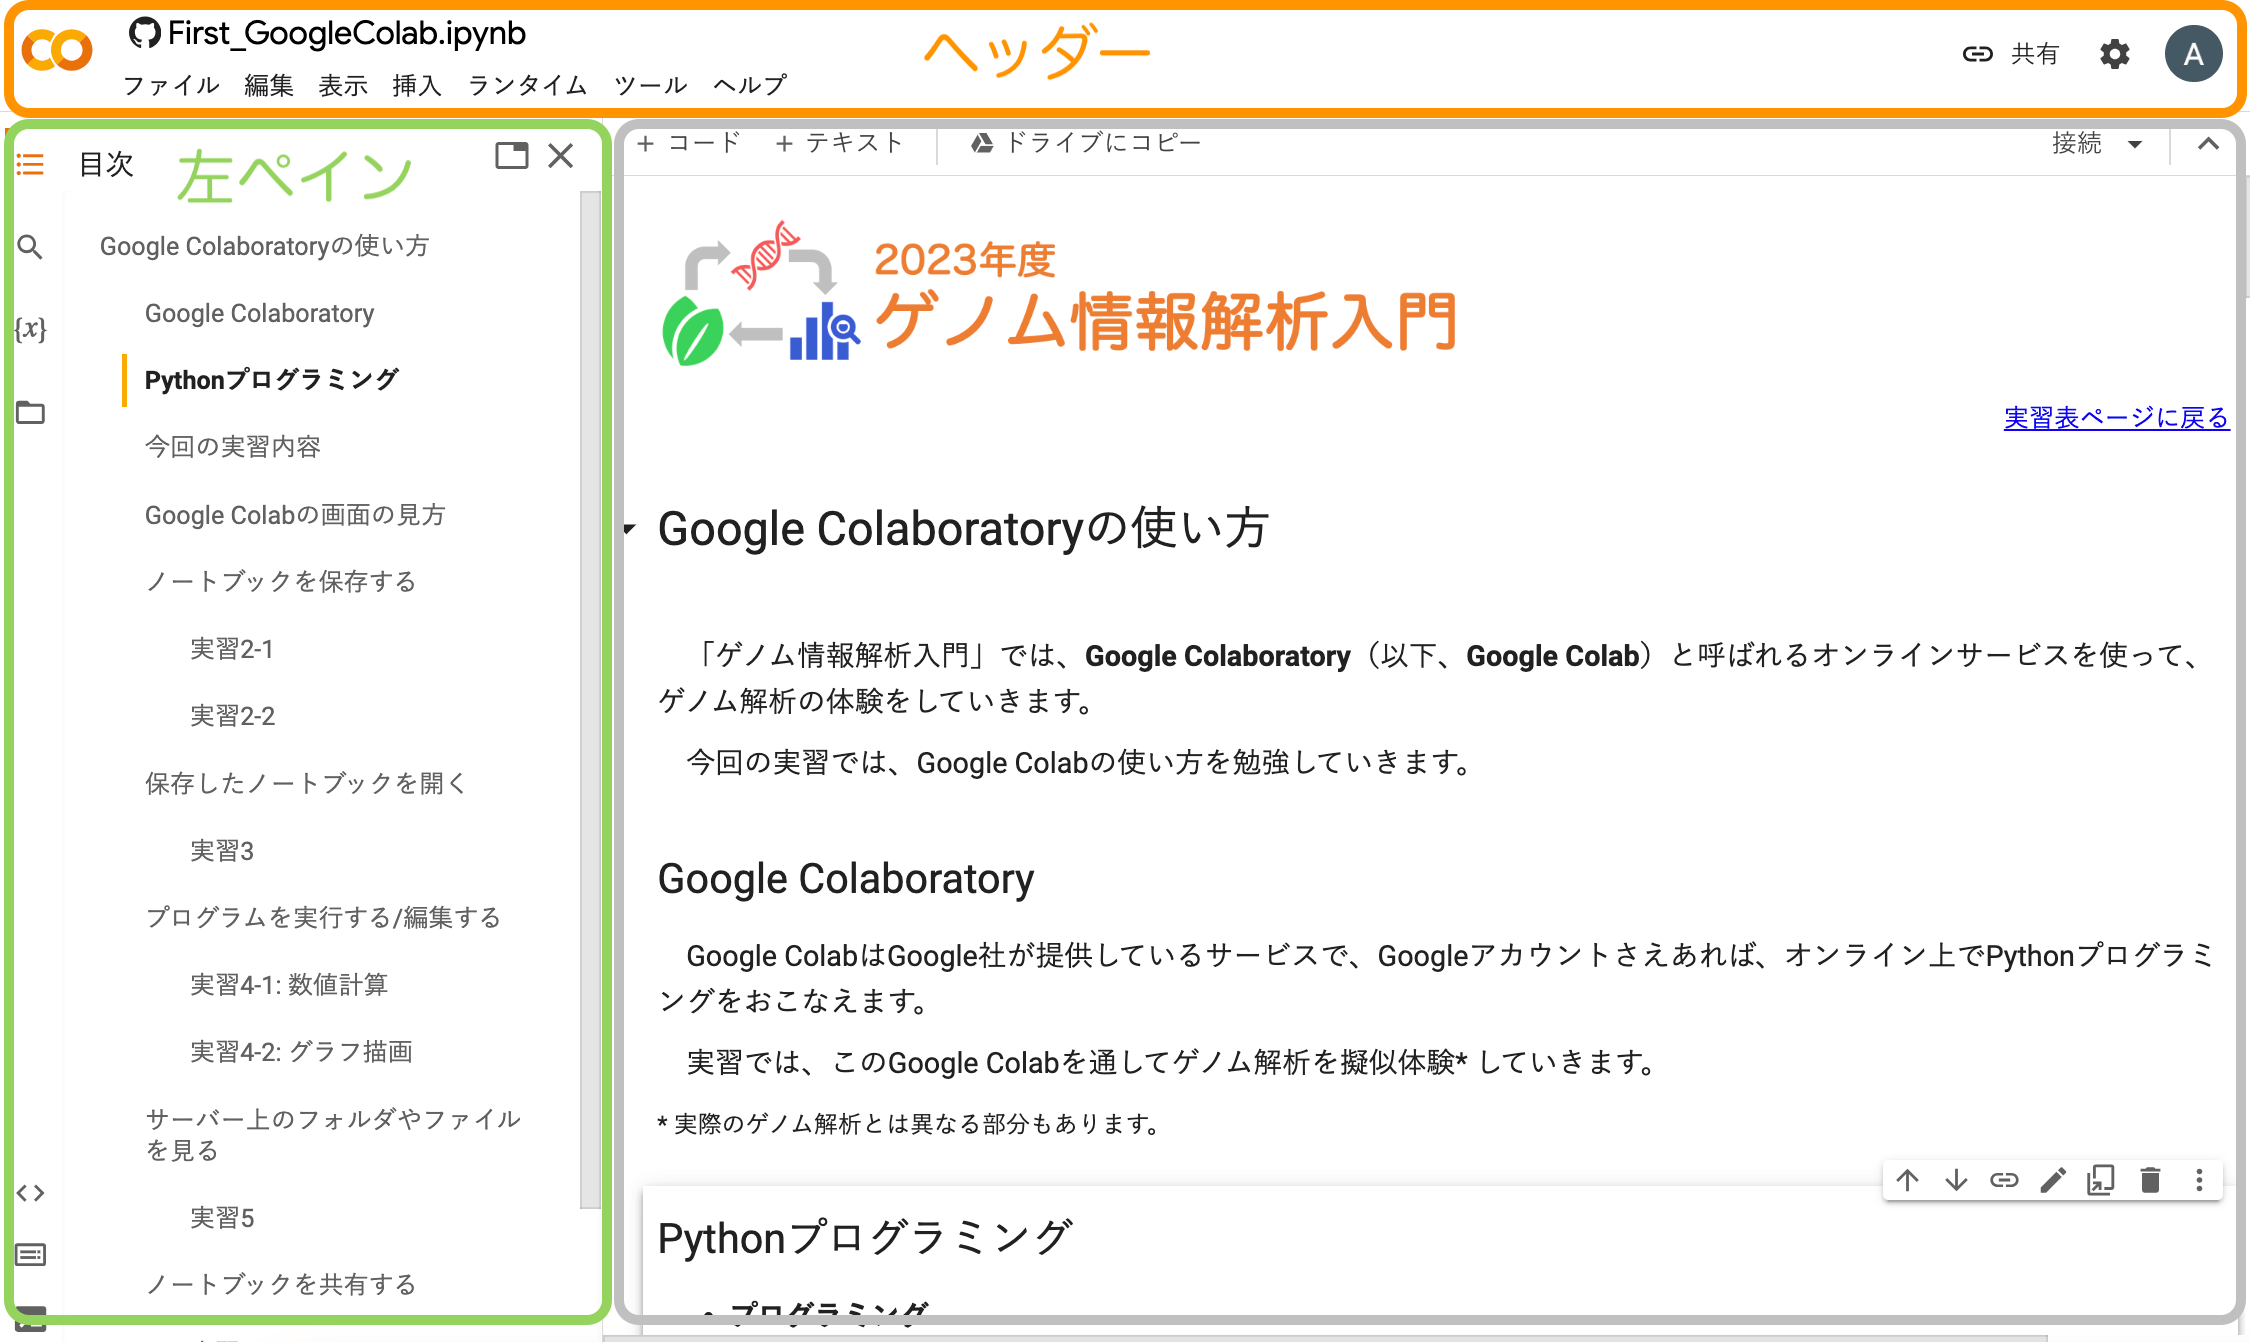 First_GoogleColab.ipynb
ファイル 編集 表示 挿入 ランタイム ツール ヘルプ
ヘッダー
共有
A
目次
左ペイン
Google Colaboratoryの使い方
Google Colaboratory
Pythonプログラミング
今回の実習内容
Google Colabの画面の見方
ノートブックを保存する
実習2-1
実習2-2
保存したノートブックを開く
実習3
プログラムを実行する/編集する
実習4-1: 数値計算
実習4-2: グラフ描画
サーバー上のフォルダやファイル
を見る
実習5
ノートブックを共有する
{x}
+ コード + テキスト ドライブにコピー
接続
2023年度
ゲノム情報解析入門
実習表ページに戻る
Google Colaboratoryの使い方
「ゲノム情報解析入門」では、Google Colaboratory（以下、Google Colab）と呼ばれるオンラインサービスを使って、
ゲノム解析の体験をしていきます。
今回の実習では、Google Colabの使い方を勉強していきます。
Google Colaboratory
Google ColabはGoogle社が提供しているサービスで、Googleアカウントさえあれば、オンライン上でPythonプログラミ
ングをおこなえます。
実習では、このGoogle Colabを通してゲノム解析を擬似体験* していきます。
* 実際のゲノム解析とは異なる部分もあります。
Pythonプログラミング
• プログラミング